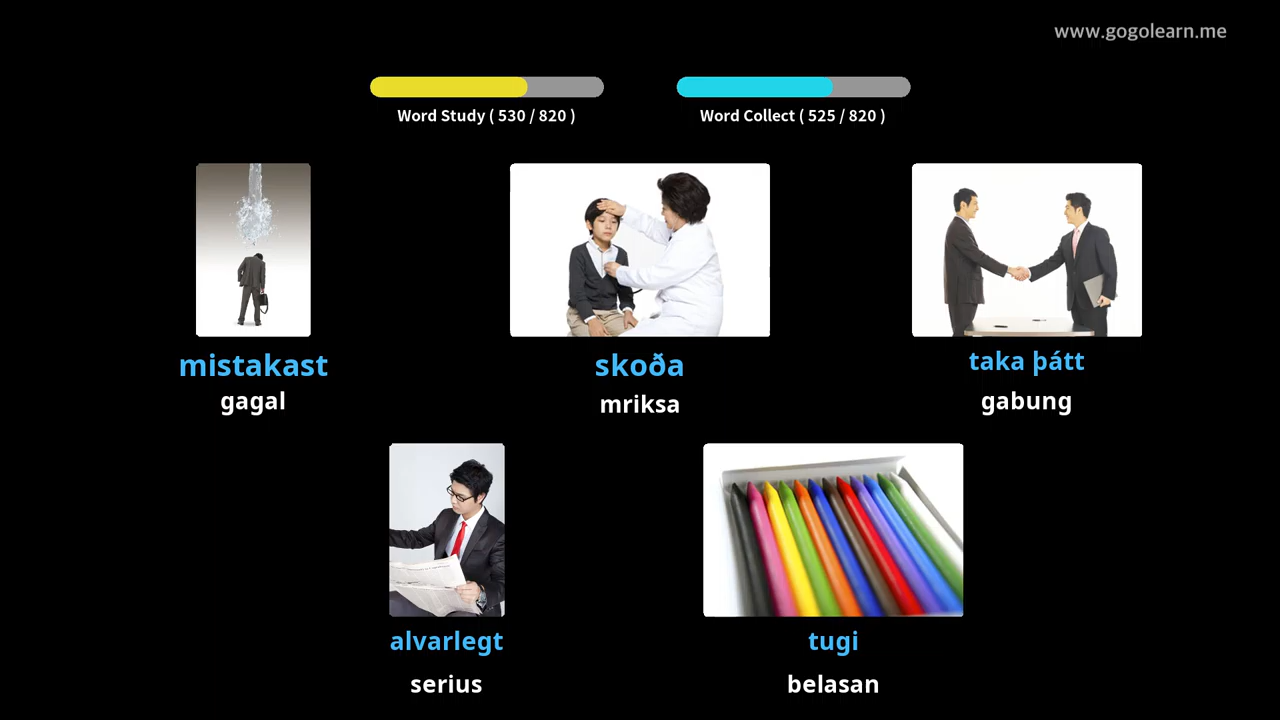 www.gogolearn.me
Word Study ( 530 / 820 )
Word Collect ( 525 / 820 )
mistakast
gagal
skoða
mriksa
taka þátt
gabung
alvarlegt
serius
tugi
belasan